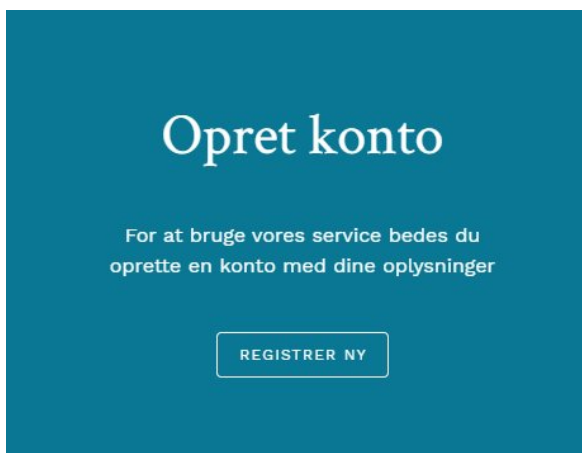 Opret konto
For at bruge vores service bedes du
oprette en konto med dine oplysninger
REGISTRER NY